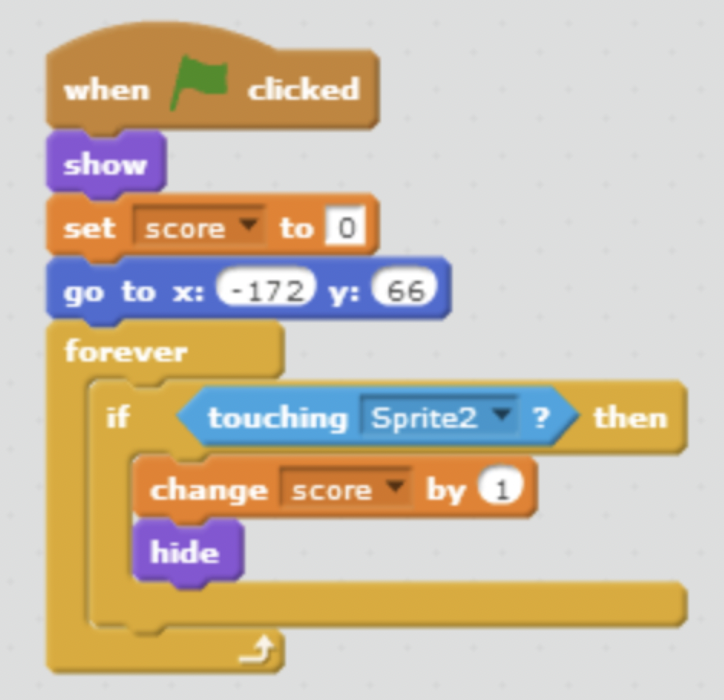 when clicked
show
set score to 0
go to x: -172 y: 66
forever
if touching Sprite2 ? then
change score by 1
hide